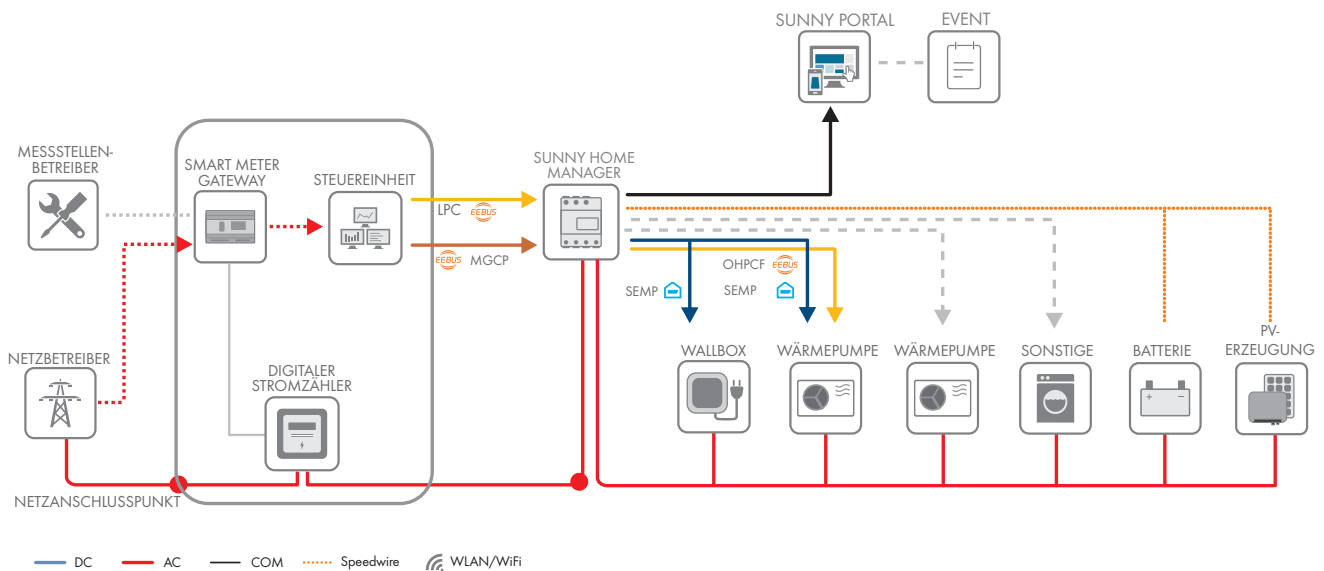 SUNNY PORTAL
EVENT
MESSSTELLEN-
BETREIBER
SMART METER
GATEWAY
STEUEREINHEIT
SUNNY HOME
MANAGER
LPC EEBUS
EEBUS MGCP
OHPCF EEBUS
SEMP
SEMP
NETZBETREIBER
DIGITALER
STROMZÄHLER
WALLBOX
WÄRMEPUMPE
WÄRMEPUMPE
SONSTIGE
BATTERIE
PV-
ERZEUGUNG
+ −
NETZANSCHLUSSPUNKT
DC
AC
COM
Speedwire
WLAN/WiFi